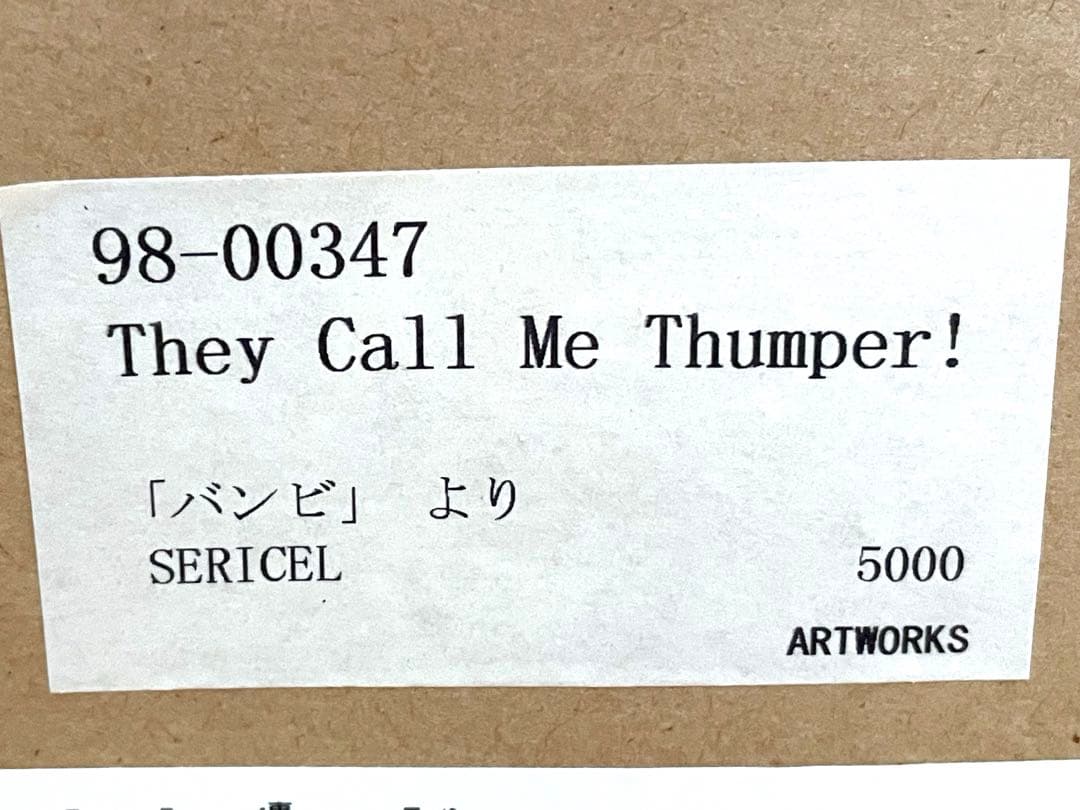 98-00347
They Call Me Thumper!
「バンビ」 より
SERICEL 5000
ARTWORKS